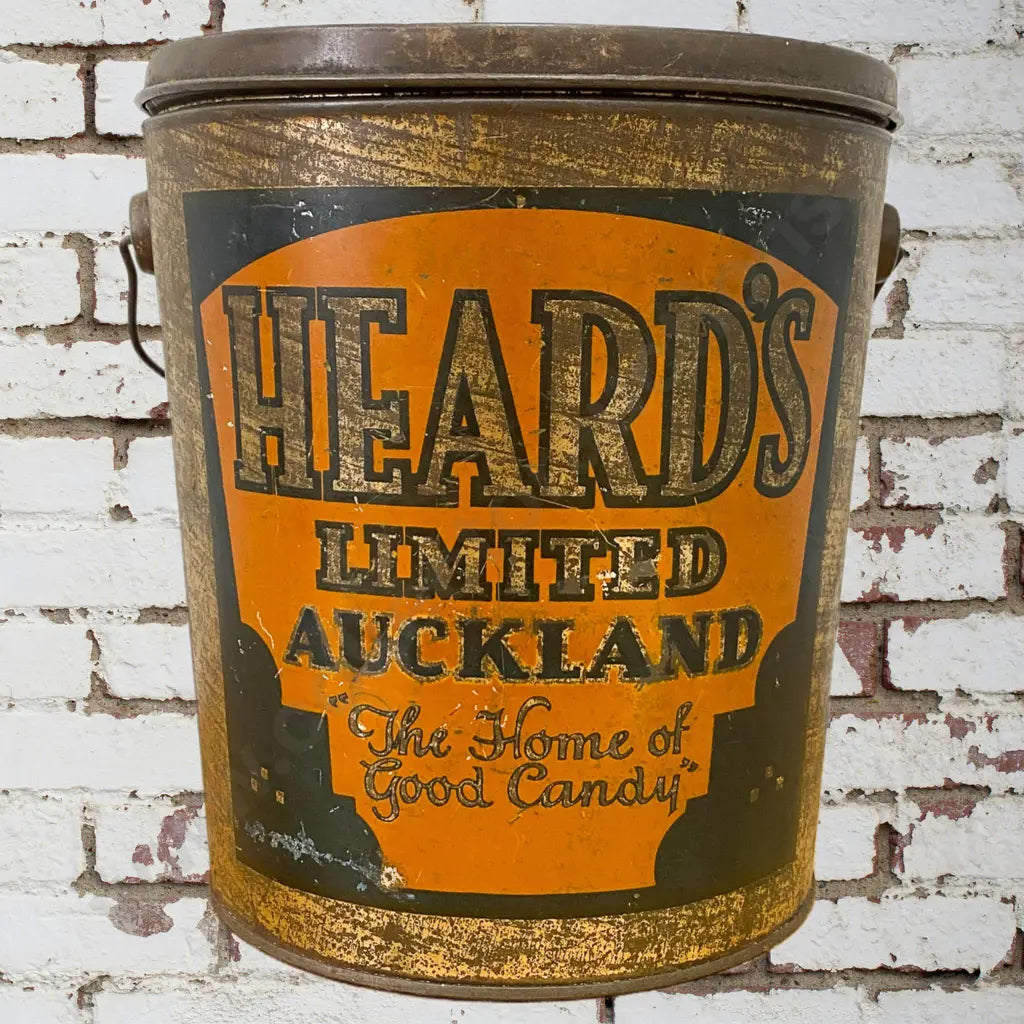 HEARD'S
LIMITED
AUCKLAND
"The Home of
Good Candy"